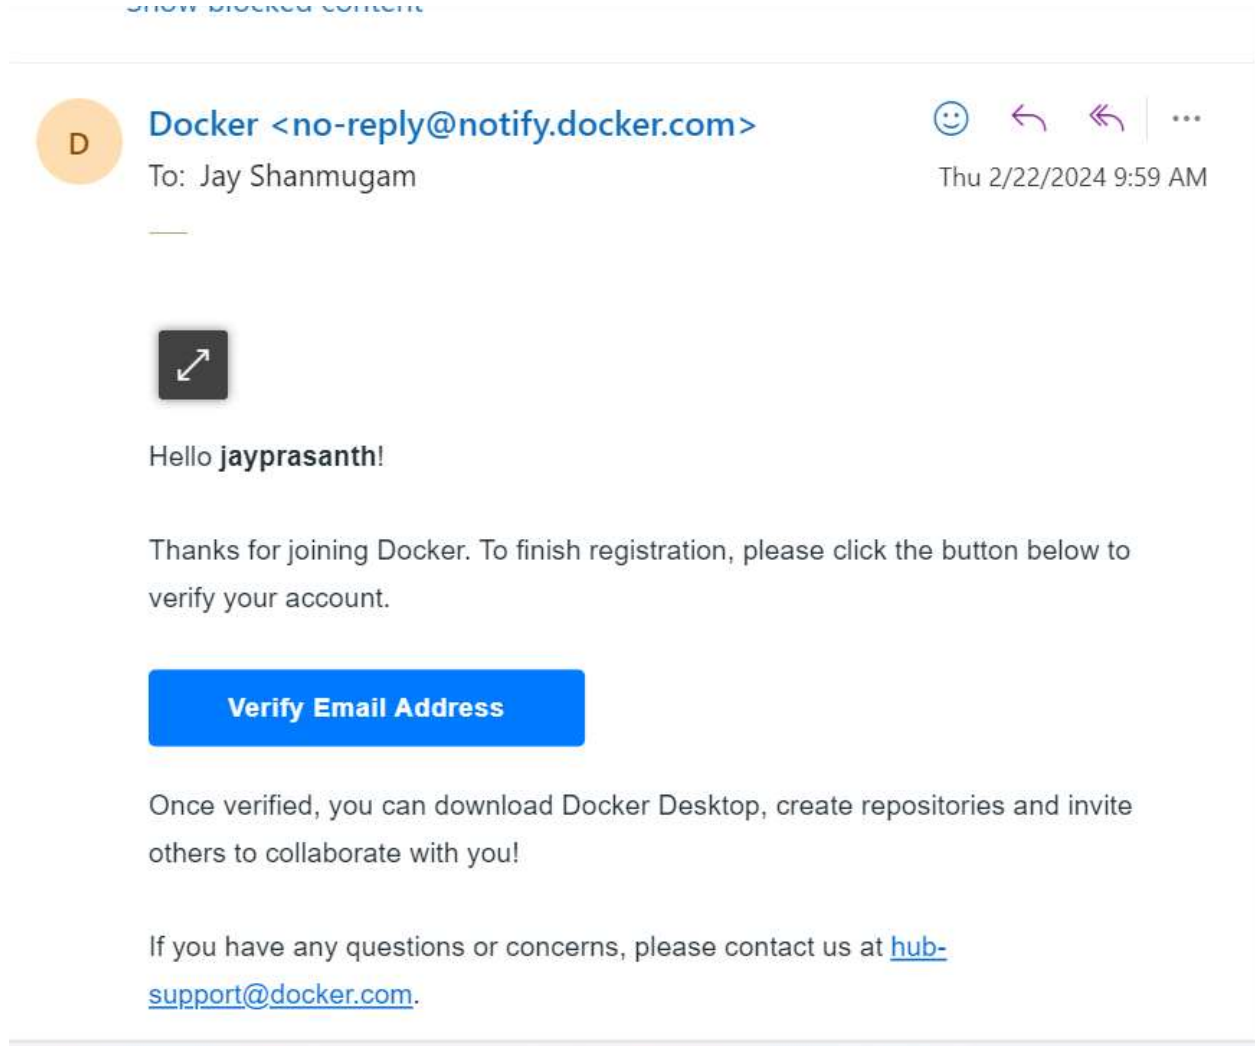 Show blocked content
Docker <no-reply@notify.docker.com>
D
To: Jay Shanmugam
Thu 2/22/2024 9:59 AM
Hello jayprasanth!
Thanks for joining Docker. To finish registration, please click the button below to
verify your account.
Verify Email Address
Once verified, you can download Docker Desktop, create repositories and invite
others to collaborate with you!
If you have any questions or concerns, please contact us at hub-
support@docker.com.